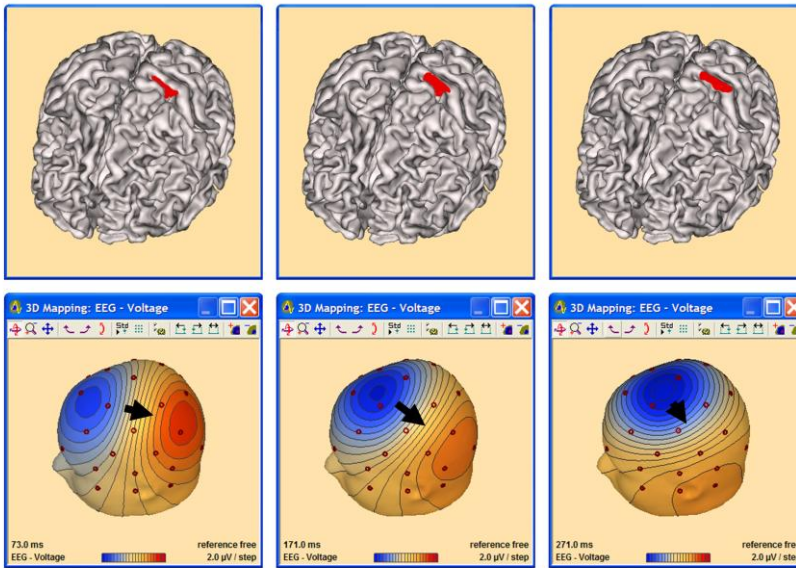 3D Mapping: EEG - Voltage
Std
73.0 ms reference free
EEG - Voltage 2.0 µV / step
3D Mapping: EEG - Voltage
Std
171.0 ms reference free
EEG - Voltage 2.0 µV / step
3D Mapping: EEG - Voltage
Std
271.0 ms reference free
EEG - Voltage 2.0 µV / step